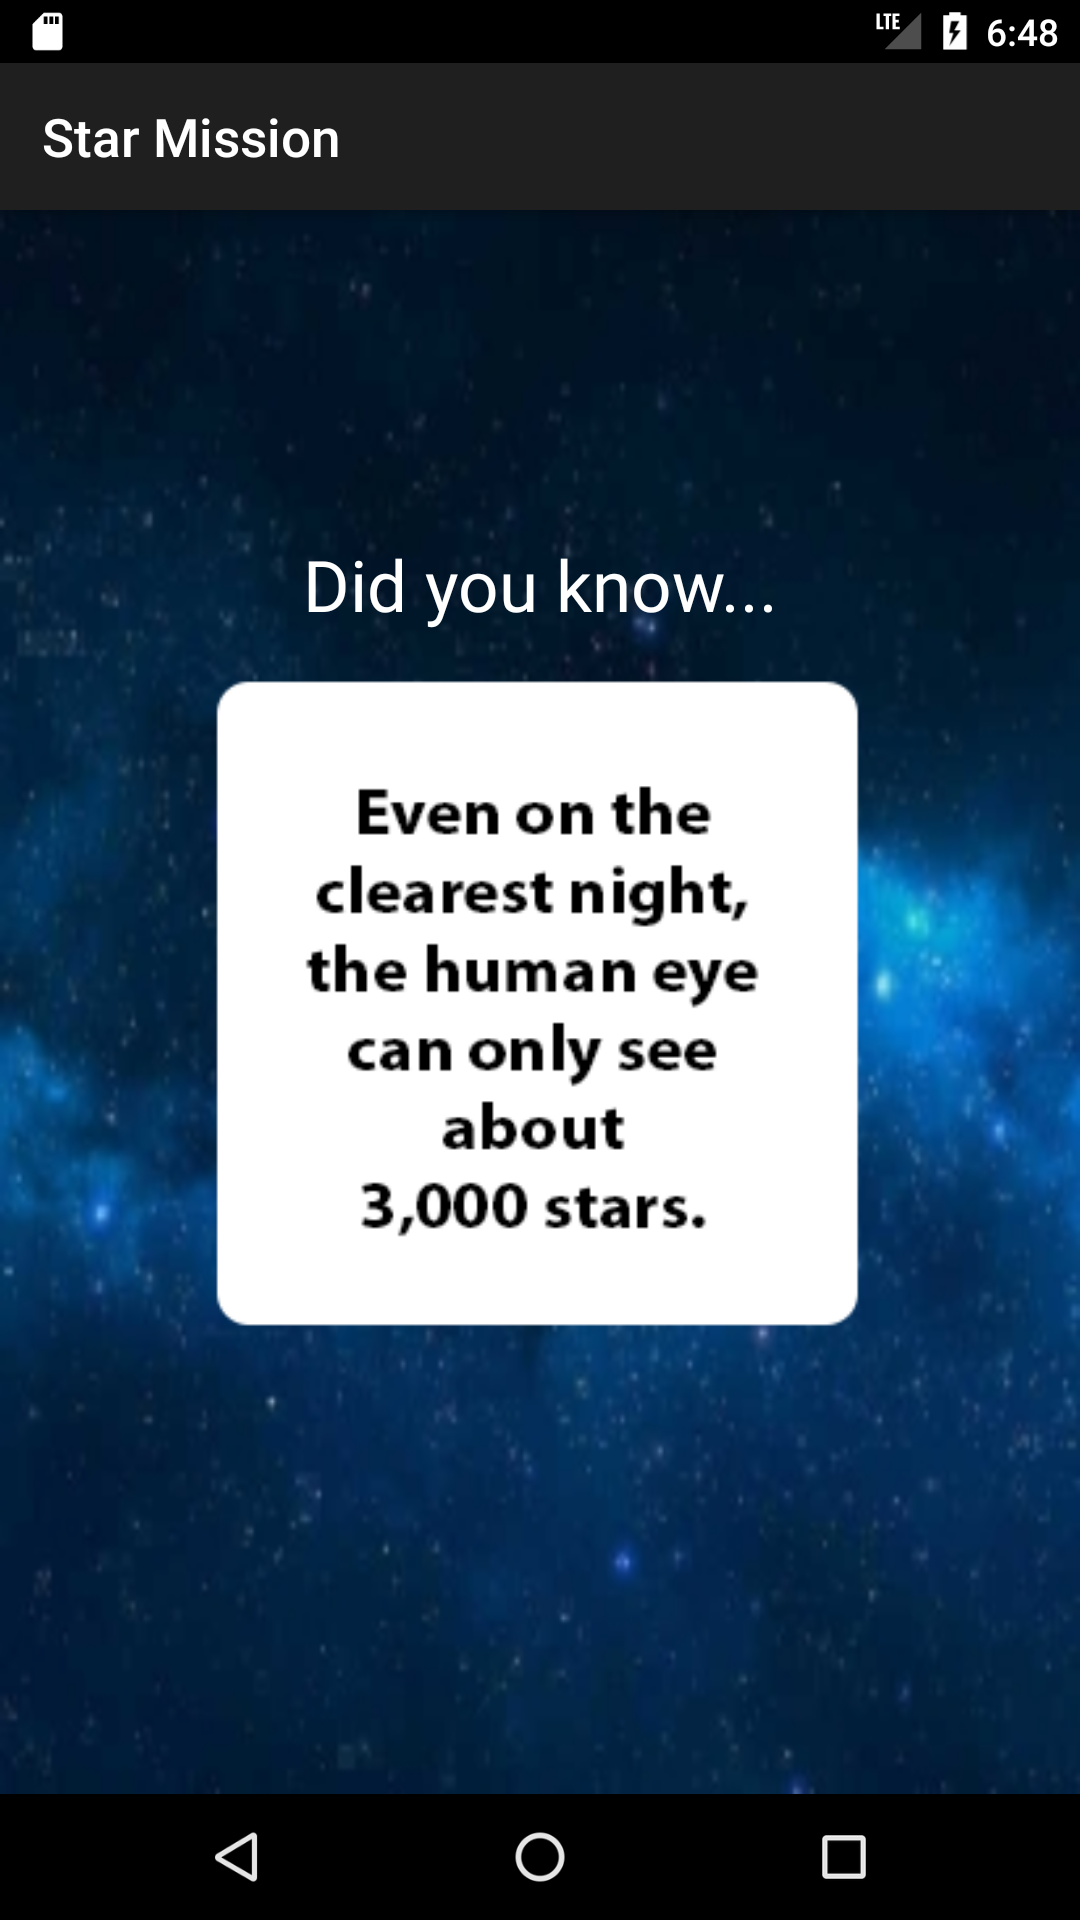 LTE 6:48
Star Mission
Did you know...
Even on the
clearest night,
the human eye
can only see
about
3,000 stars.